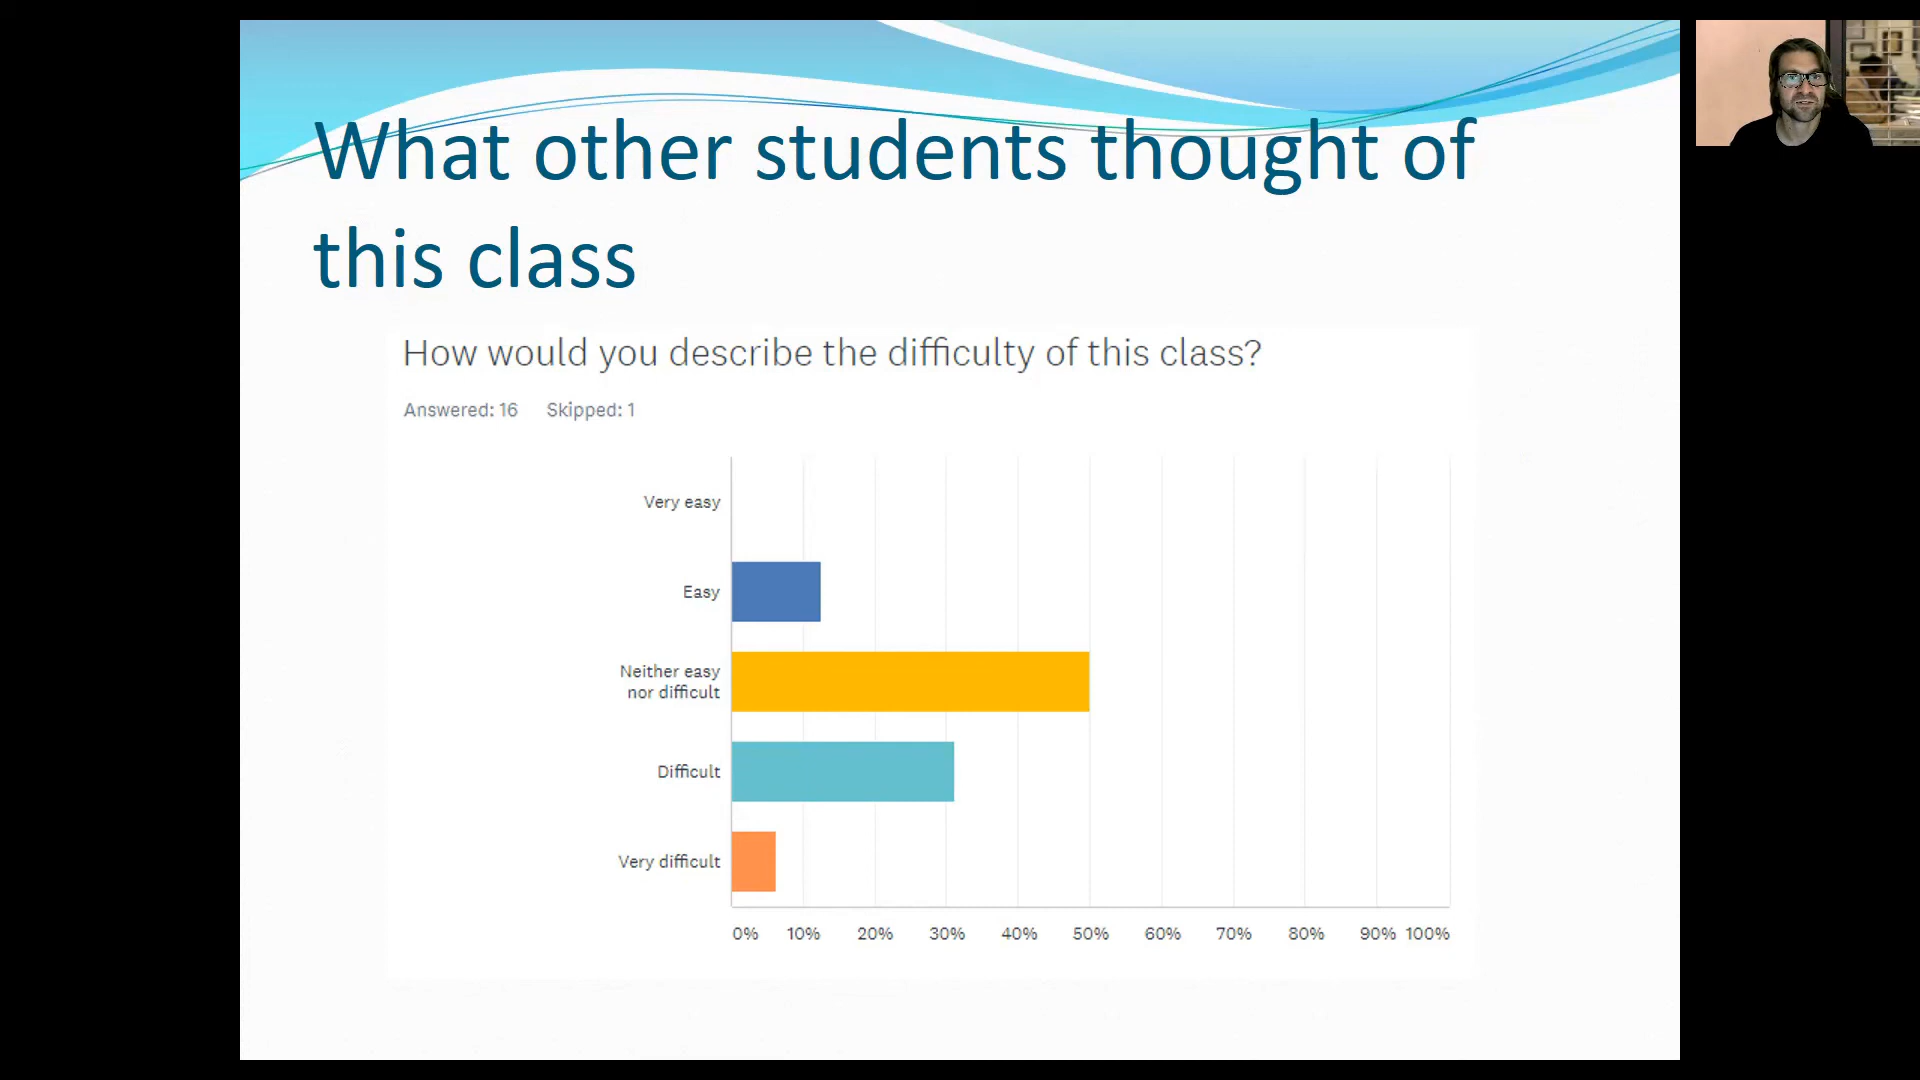 What other students thought of
this class
How would you describe the difficulty of this class?
Answered: 16 Skipped: 1
Very easy
Easy
Neither easy
nor difficult
Difficult
Very difficult
0% 10% 20% 30% 40% 50% 60% 70% 80% 90% 100%